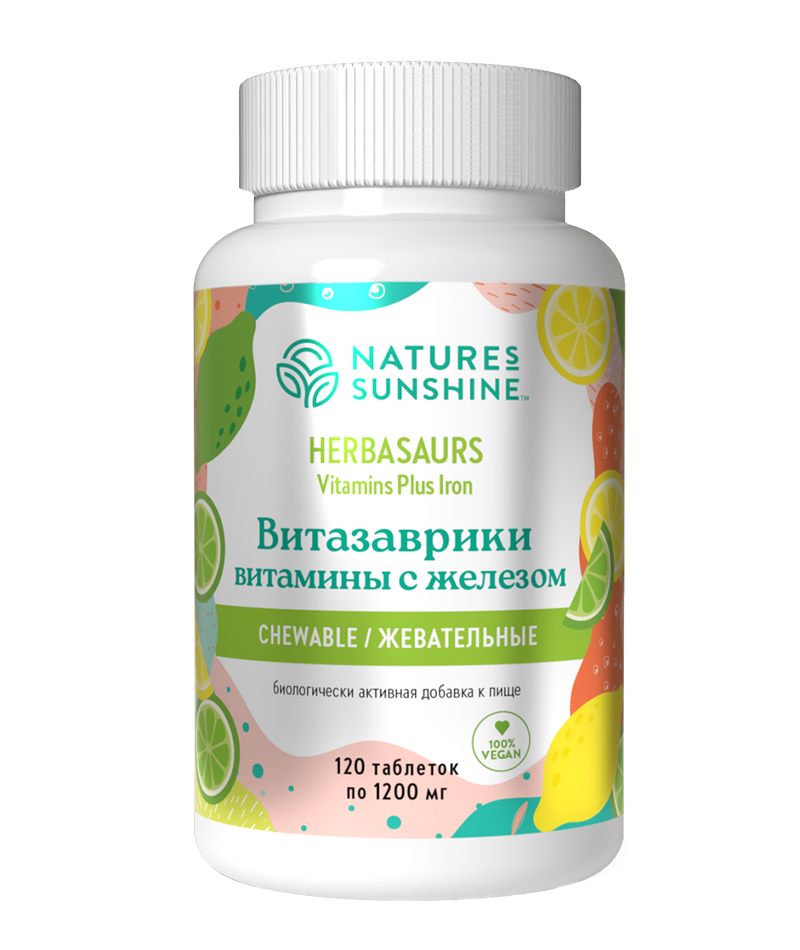 NATURES
SUNSHINE™
HERBASAURS
Vitamins Plus Iron
Витазаврики
витамины с железом
CHEWABLE / ЖЕВАТЕЛЬНЫЕ
биологически активная добавка к пище
100%
VEGAN
120 таблеток
по 1200 мг